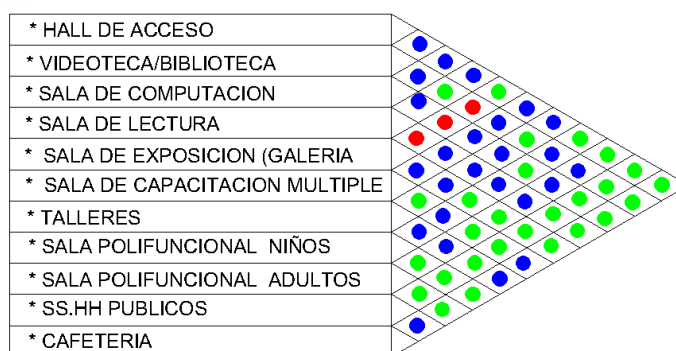 * HALL DE ACCESO
* VIDEOTECA/BIBLIOTECA
* SALA DE COMPUTACION
* SALA DE LECTURA
* SALA DE EXPOSICION (GALERIA
* SALA DE CAPACITACION MULTIPLE
* TALLERES
* SALA POLIFUNCIONAL NIÑOS
* SALA POLIFUNCIONAL ADULTOS
* SS.HH PUBLICOS
* CAFETERIA